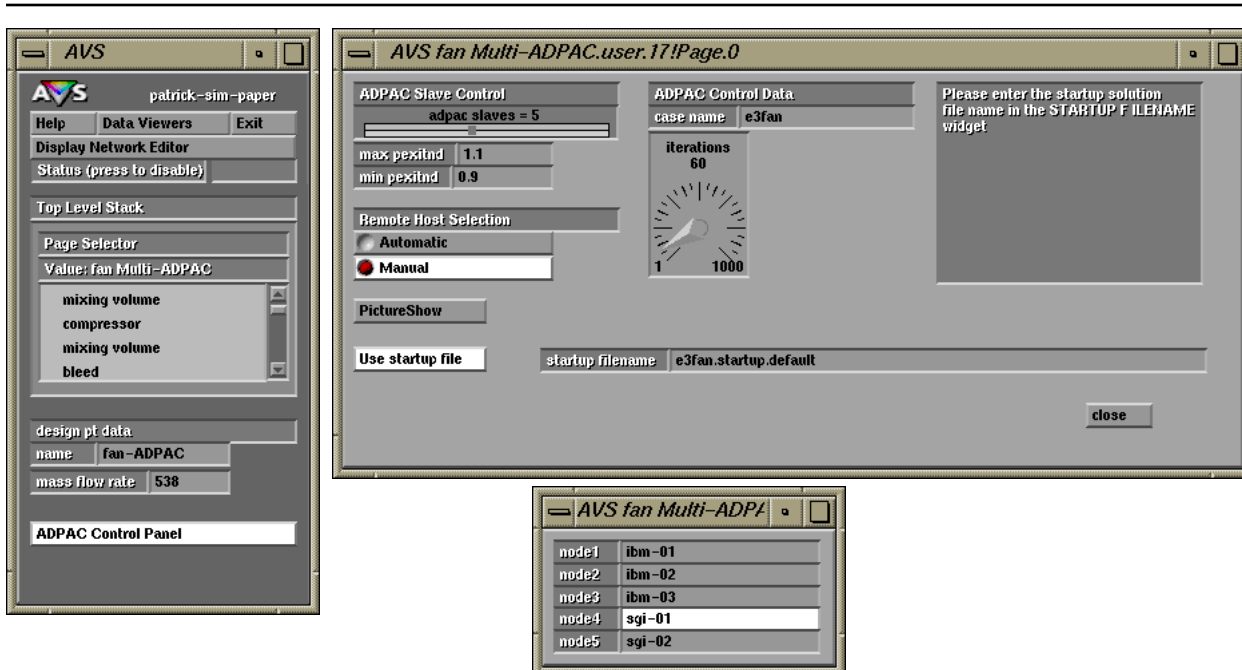 AVS
AVS patrick-sim-paper
Help Data Viewers Exit
Display Network Editor
Status (press to disable)
Top Level Stack
Page Selector
Value: fan Multi-ADPAC
mixing volume
compressor
mixing volume
bleed
design pt data
name fan-ADPAC
mass flow rate 538
ADPAC Control Panel
AVS fan Multi-ADPAC.user.17!Page.0
ADPAC Slave Control
adpac slaves = 5
max pexitnd 1.1
min pexitnd 0.9
Remote Host Selection
Automatic
Manual
PictureShow
Use startup file
ADPAC Control Data
case name e3fan
iterations
60
1 1000
Please enter the startup solution
file name in the STARTUP F ILENAME
widget
startup filename e3fan.startup.default
close
AVS fan Multi-ADPA
node1 ibm-01
node2 ibm-02
node3 ibm-03
node4 sgi-01
node5 sgi-02